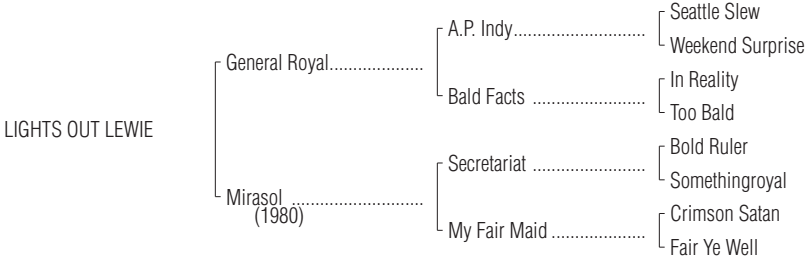 Seattle Slew
A.P. Indy..............................
Weekend Surprise
General Royal.....................
In Reality
Bald Facts ..........................
Too Bald
LIGHTS OUT LEWIE
Bold Ruler
Secretariat ..........................
Somethingroyal
Mirasol ..............................
(1980)
Crimson Satan
My Fair Maid .....................
Fair Ye Well